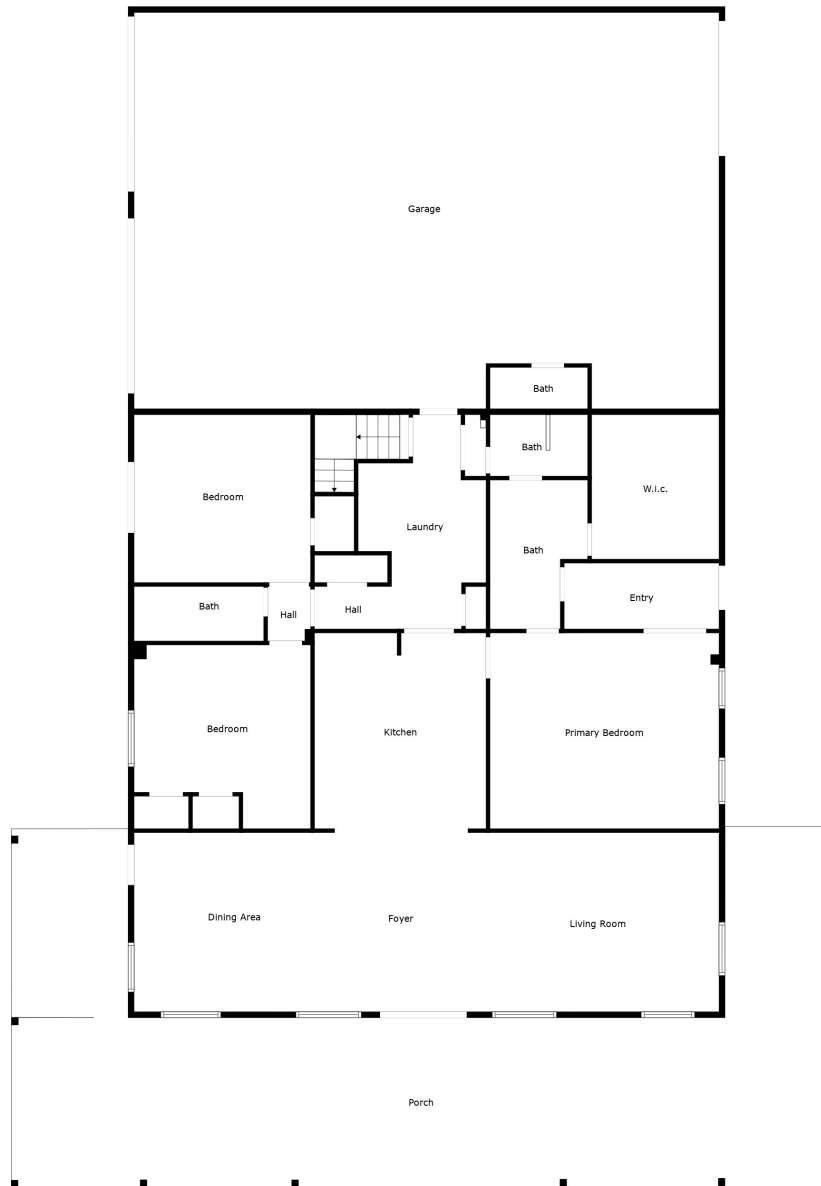 Garage
Bath
Bath
W.i.c.
Bedroom
Laundry
Bath
Entry
Bath
Hall
Hall
Bedroom
Kitchen
Primary Bedroom
Dining Area
Foyer
Living Room
Porch